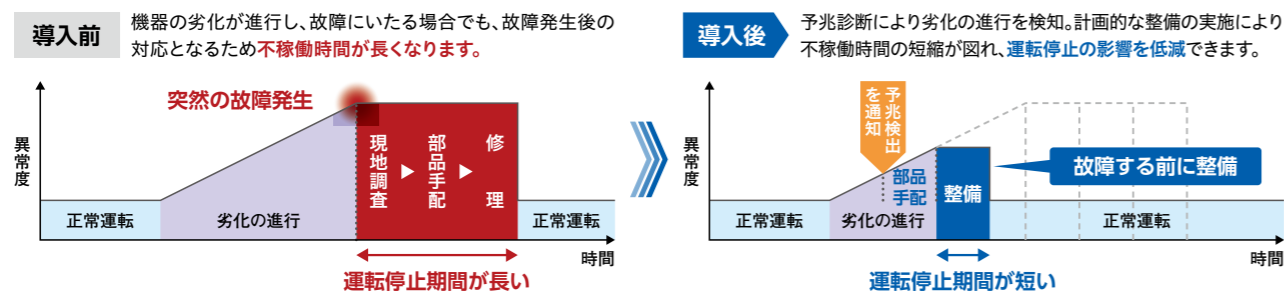 導入前
機器の劣化が進行し、故障にいたる場合でも、故障発生後の
対応となるため不稼働時間が長くなります。
異常度
突然の故障発生
現地調査
部品手配
修理
正常運転
劣化の進行
正常運転
時間
運転停止期間が長い
導入後
予兆診断により劣化の進行を検知。計画的な整備の実施により
不稼働時間の短縮が図れ、運転停止の影響を低減できます。
異常度
予兆検出
を通知
部品
手配
整備
故障する前に整備
正常運転
劣化の進行
正常運転
時間
運転停止期間が短い